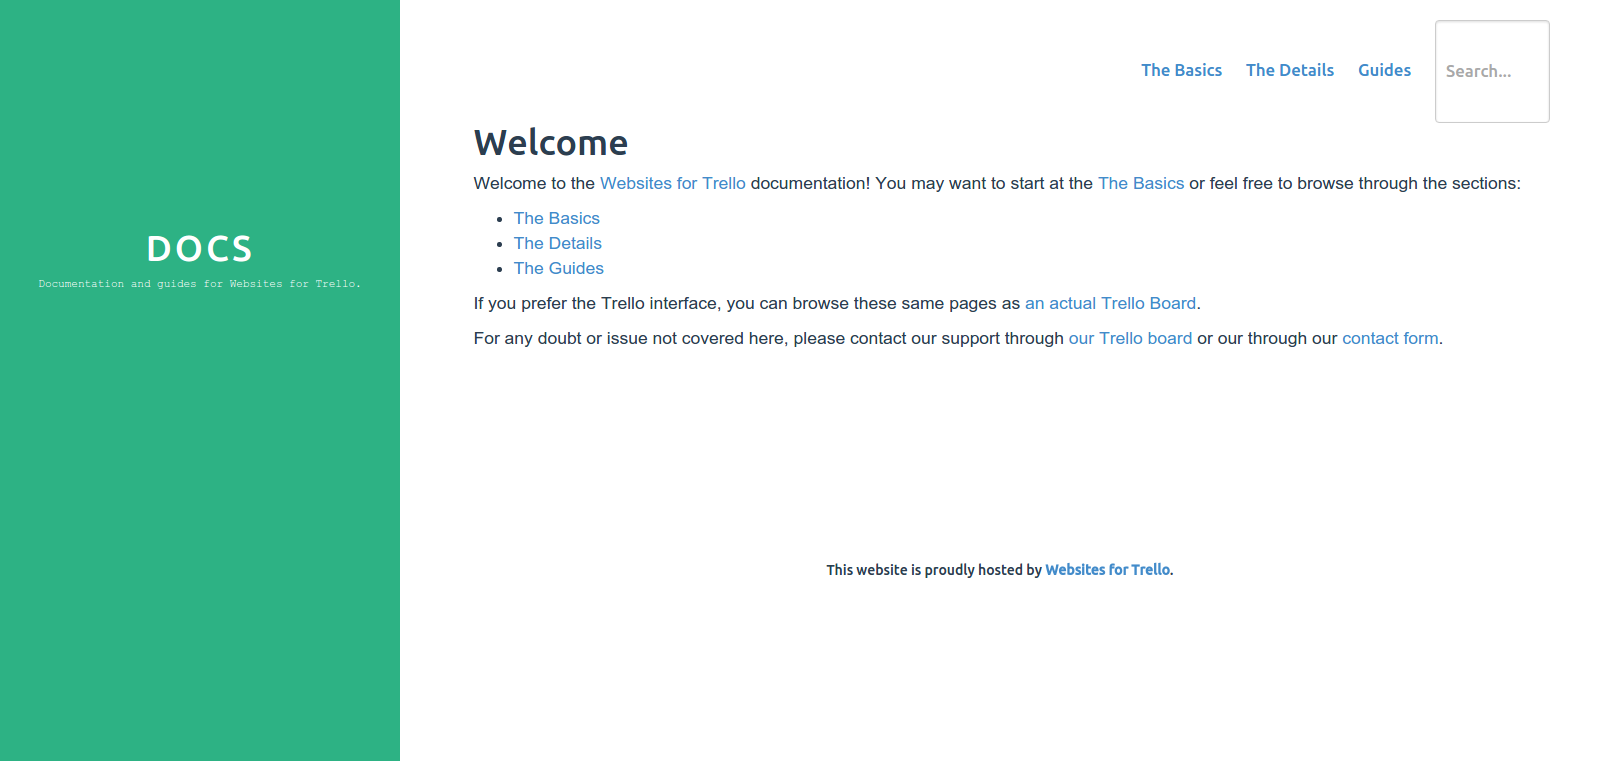 DOCS
Documentation and guides for Websites for Trello.
The Basics The Details Guides Search...
Welcome
Welcome to the Websites for Trello documentation! You may want to start at the The Basics or feel free to browse through the sections:
The Basics
The Details
The Guides
If you prefer the Trello interface, you can browse these same pages as an actual Trello Board.
For any doubt or issue not covered here, please contact our support through our Trello board or our through our contact form.
This website is proudly hosted by Websites for Trello.